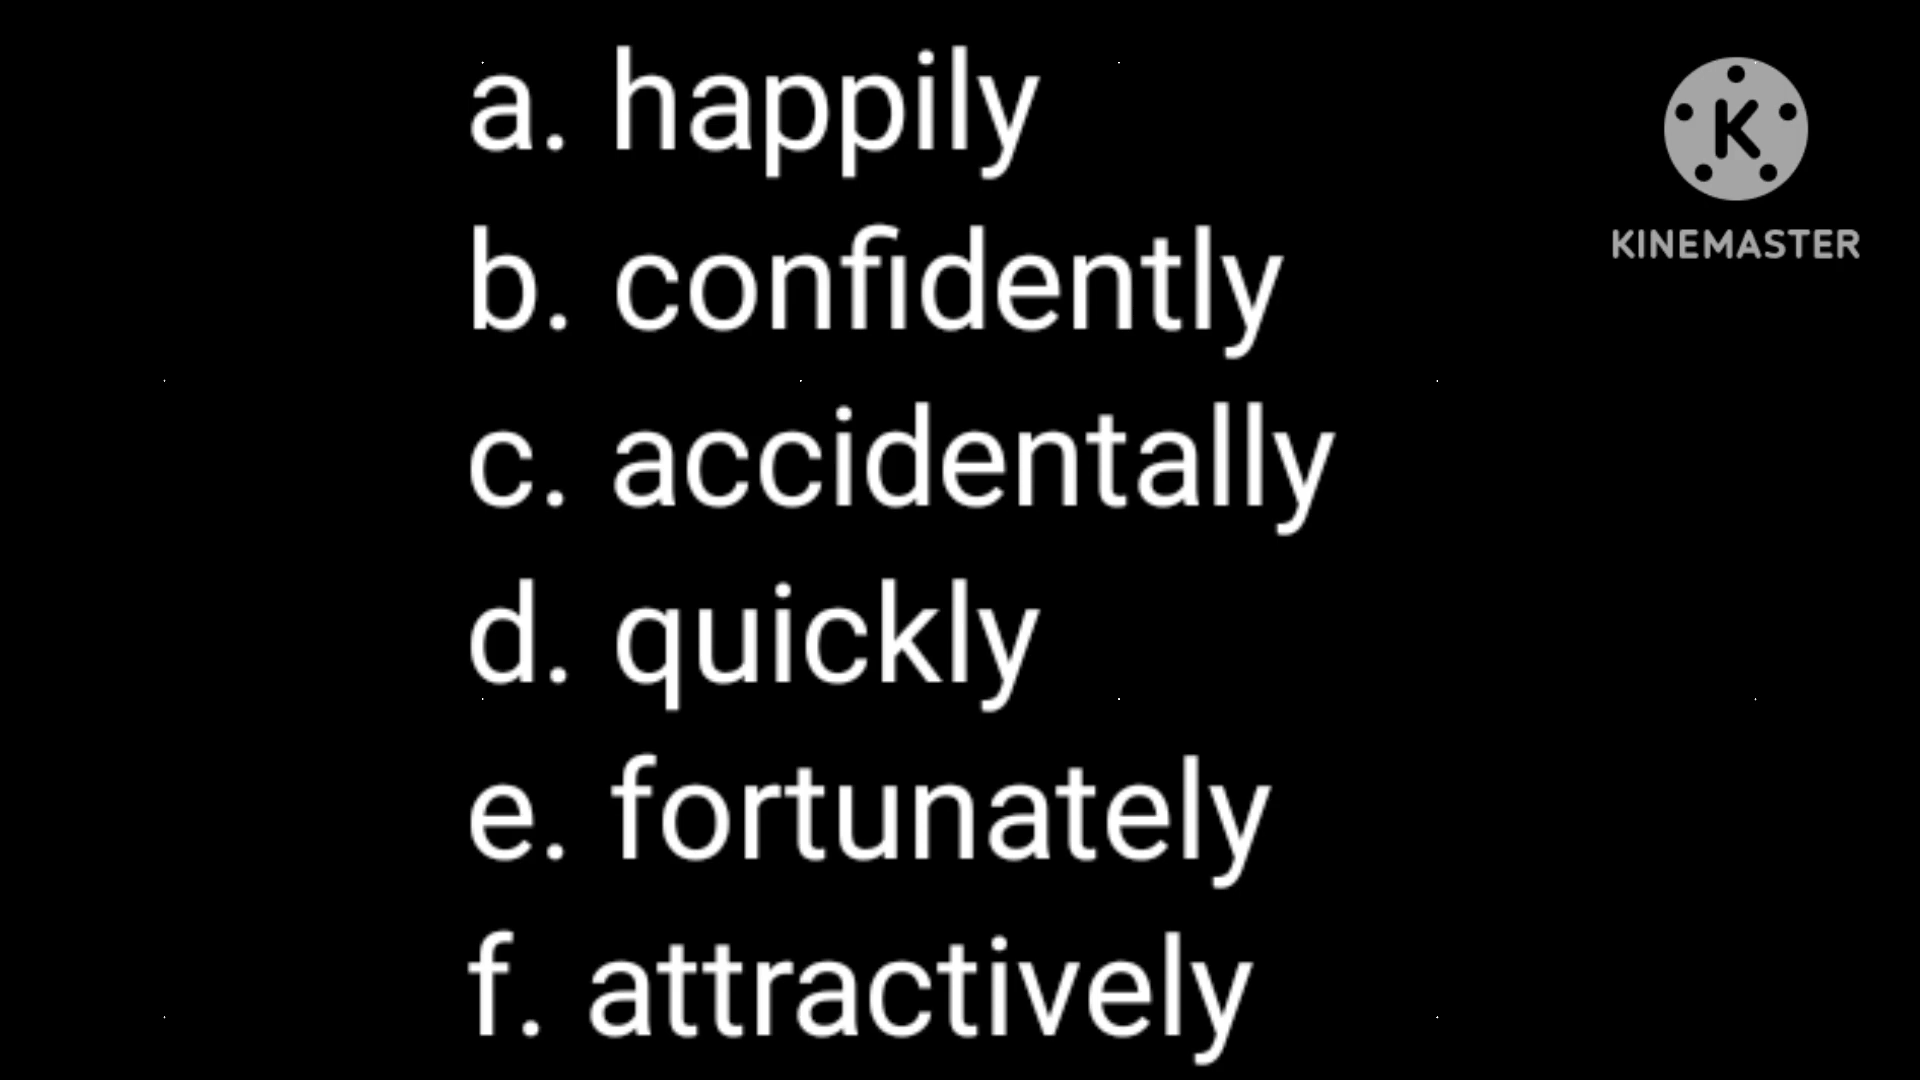 a. happily
b. confidently
c. accidentally
d. quickly
e. fortunately
f. attractively
K
KINEMASTER